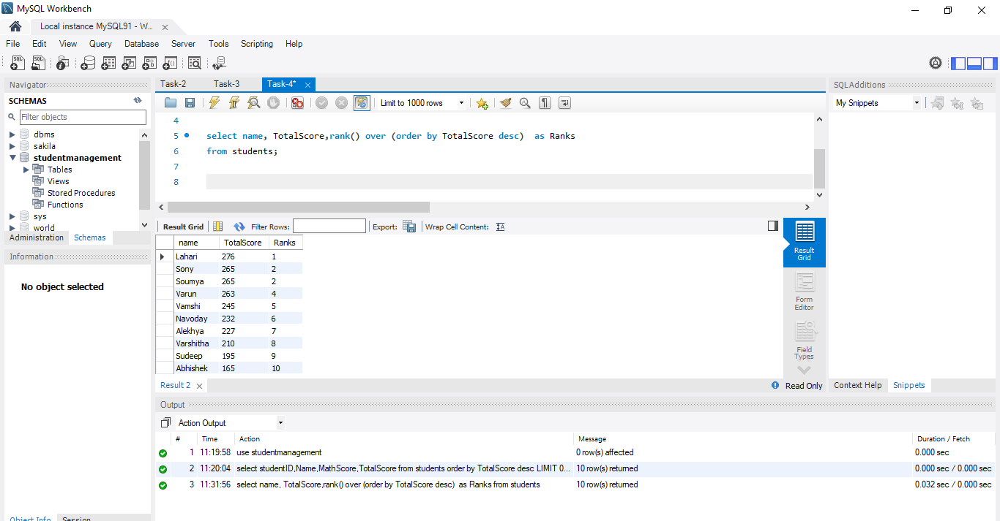 MySQL Workbench
Local instance MySQL91 - W...
File Edit View Query Database Server Tools Scripting Help
Navigator
SCHEMAS
Filter objects
dbms
sakila
studentmanagement
Tables
Views
Stored Procedures
Functions
sys
world
Administration Schemas
Information
No object selected
Object Info Session
Task-2 Task-3 Task-4*
Limit to 1000 rows
4
5 select name, TotalScore,rank() over (order by TotalScore desc)  as Ranks
6 from students;
7
8
Result Grid Filter Rows: Export: Wrap Cell Content:
name TotalScore Ranks
Lahari 276 1
Sony 265 2
Soumya 265 2
Varun 263 4
Vamshi 245 5
Navoday 232 6
Alekhya 227 7
Varshitha 210 8
Sudeep 195 9
Abhishek 165 10
Result
Grid
Form
Editor
Field
Types
Result 2 Read Only
SQLAdditions
My Snippets
Context Help Snippets
Output
Action Output
# Time Action Message Duration / Fetch
1 11:19:58 use studentmanagement 0 row(s) affected 0.000 sec
2 11:20:04 select studentID,Name,MathScore,TotalScore from students order by TotalScore desc LIMIT 0... 10 row(s) returned 0.000 sec / 0.000 sec
3 11:31:56 select name, TotalScore,rank() over (order by TotalScore desc)  as Ranks from students 10 row(s) returned 0.032 sec / 0.000 sec